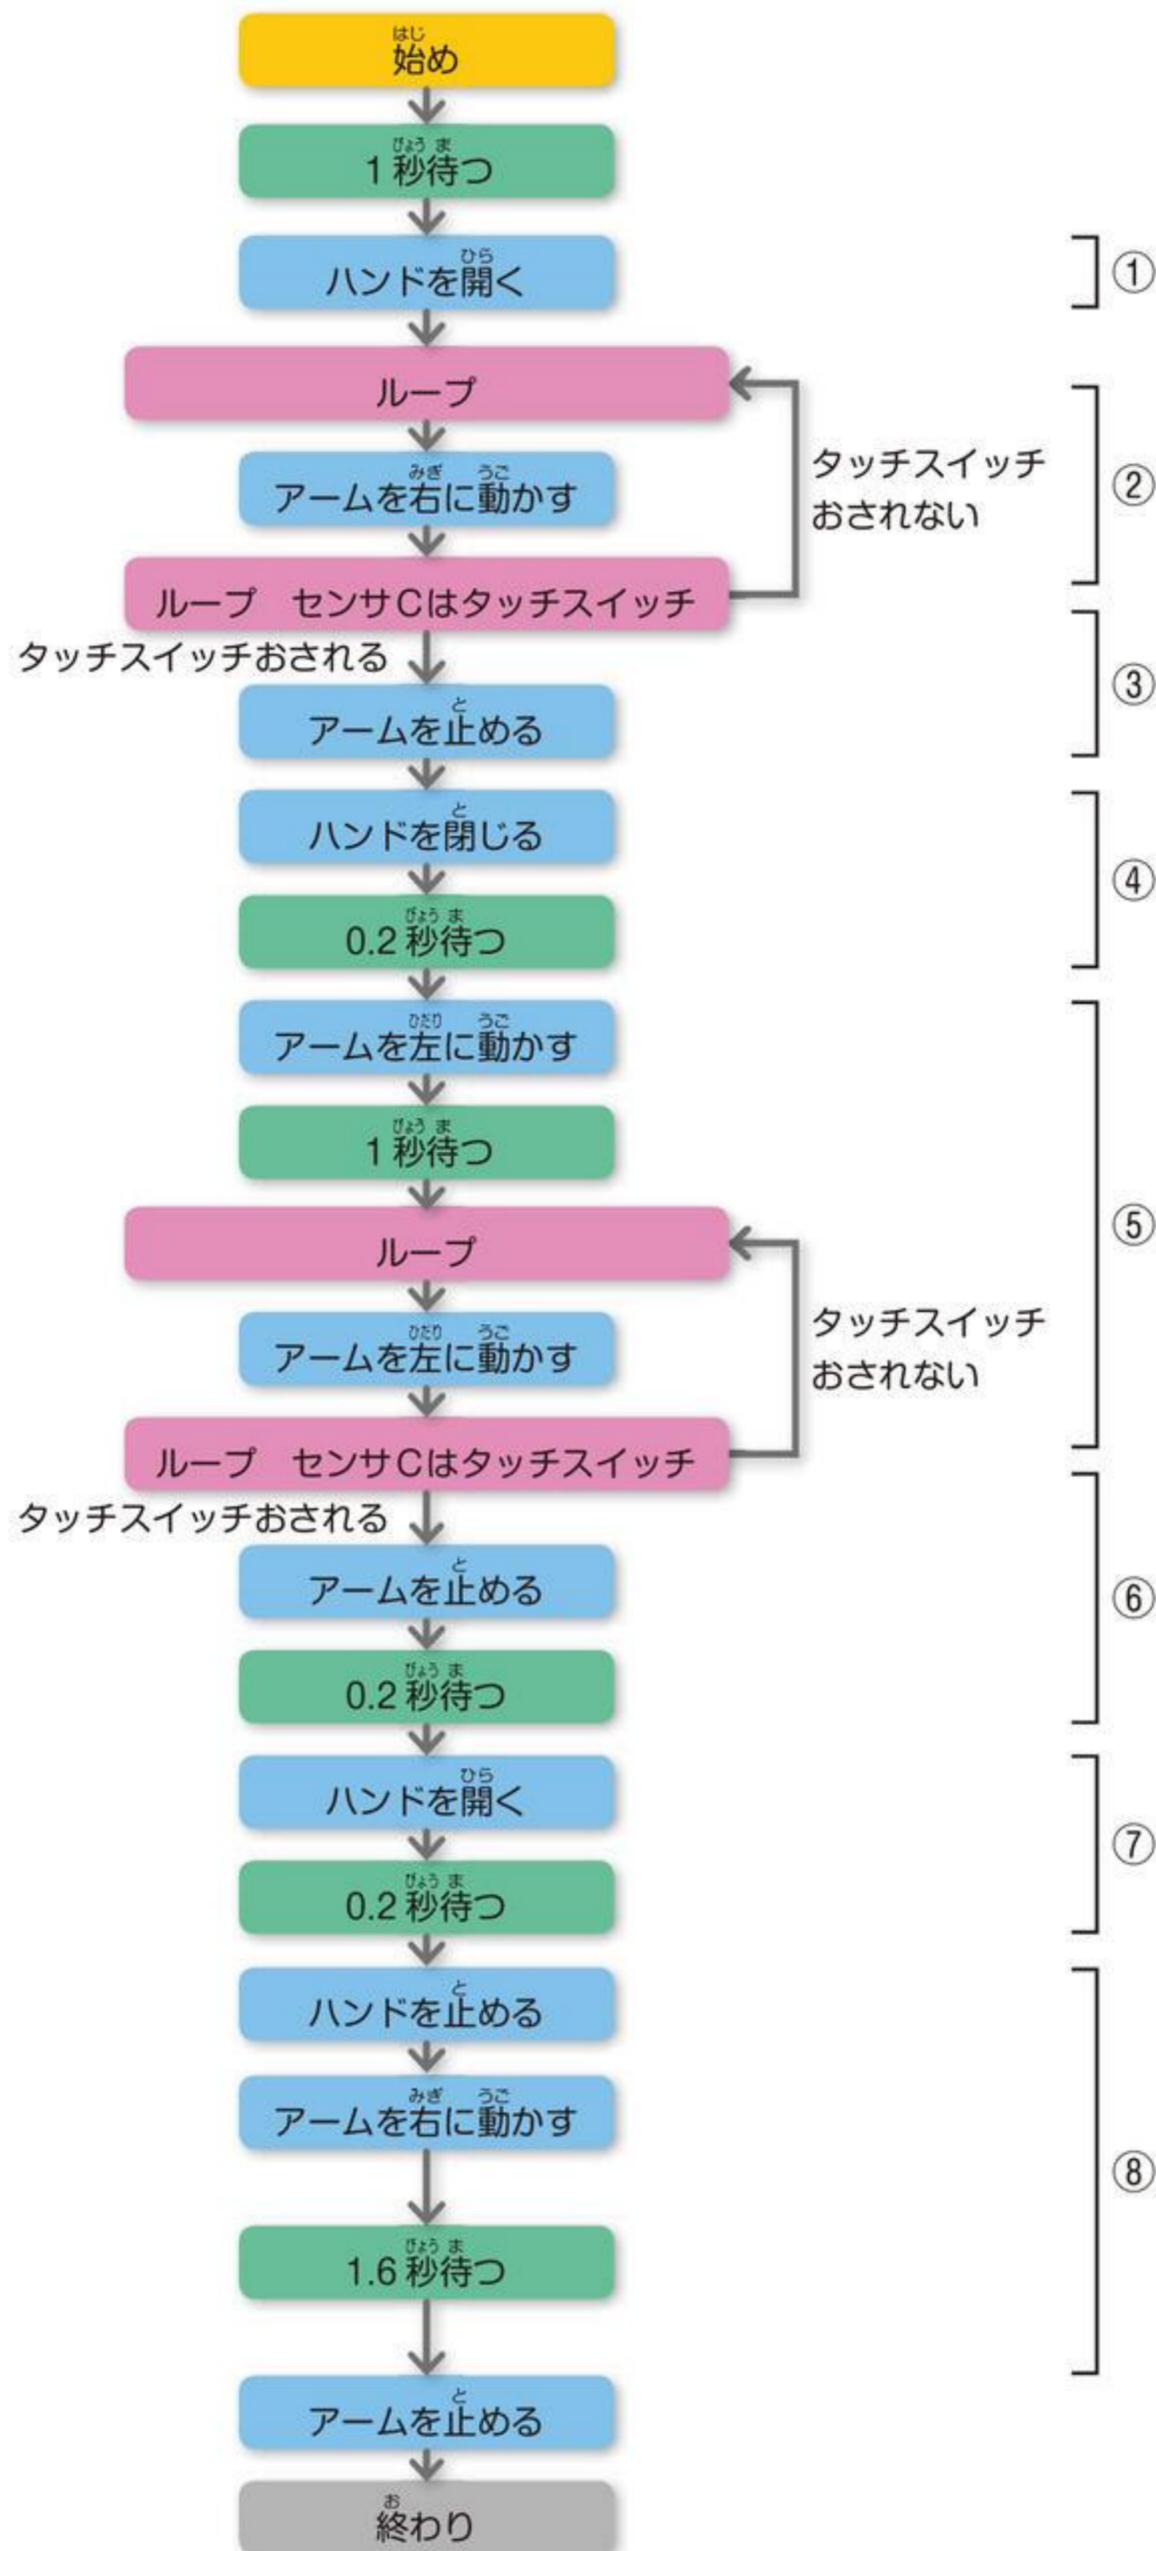 始め
1秒待つ
ハンドを開く
①
ループ
アームを右に動かす
タッチスイッチ
おされない
②
ループ　センサCはタッチスイッチ
タッチスイッチおされる
アームを止める
③
ハンドを閉じる
0.2秒待つ
④
アームを左に動かす
1秒待つ
ループ
アームを左に動かす
タッチスイッチ
おされない
⑤
ループ　センサCはタッチスイッチ
タッチスイッチおされる
アームを止める
0.2秒待つ
⑥
ハンドを開く
0.2秒待つ
⑦
ハンドを止める
アームを右に動かす
1.6秒待つ
⑧
アームを止める
終わり